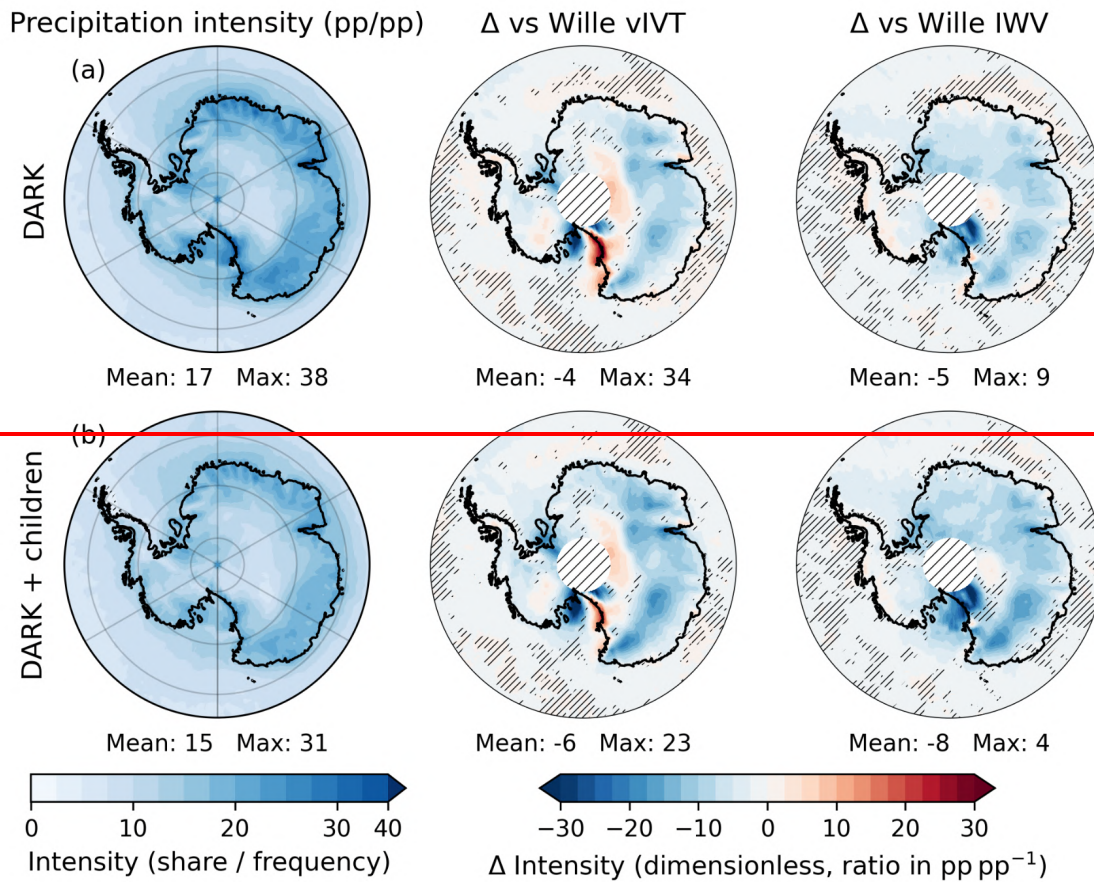 Precipitation intensity (pp/pp) Δ vs Wille vIVT Δ vs Wille IWV
(a)
DARK
Mean: 17 Max: 38 Mean: -4 Max: 34 Mean: -5 Max: 9
(b)
DARK + children
Mean: 15 Max: 31 Mean: -6 Max: 23 Mean: -8 Max: 4
0 10 20 30 40 −30 −20 −10 0 10 20 30
Intensity (share / frequency) Δ Intensity (dimensionless, ratio in pp pp⁻¹)